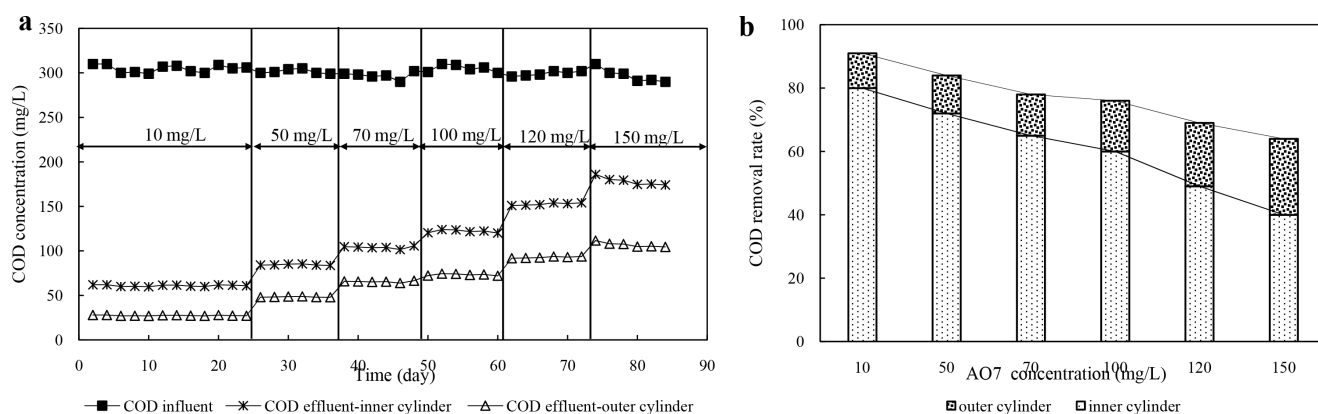 a
COD concentration (mg/L)
350
300
250
200
150
100
50
0
10 mg/L
50 mg/L
70 mg/L
100 mg/L
120 mg/L
150 mg/L
0 10 20 30 40 50 60 70 80 90
Time (day)
COD influent
COD effluent-inner cylinder
COD effluent-outer cylinder
b
COD removal rate (%)
100
80
60
40
20
0
10 50 70 100 120 150
AO7 concentration(mg/L)
outer cylinder
inner cylinder